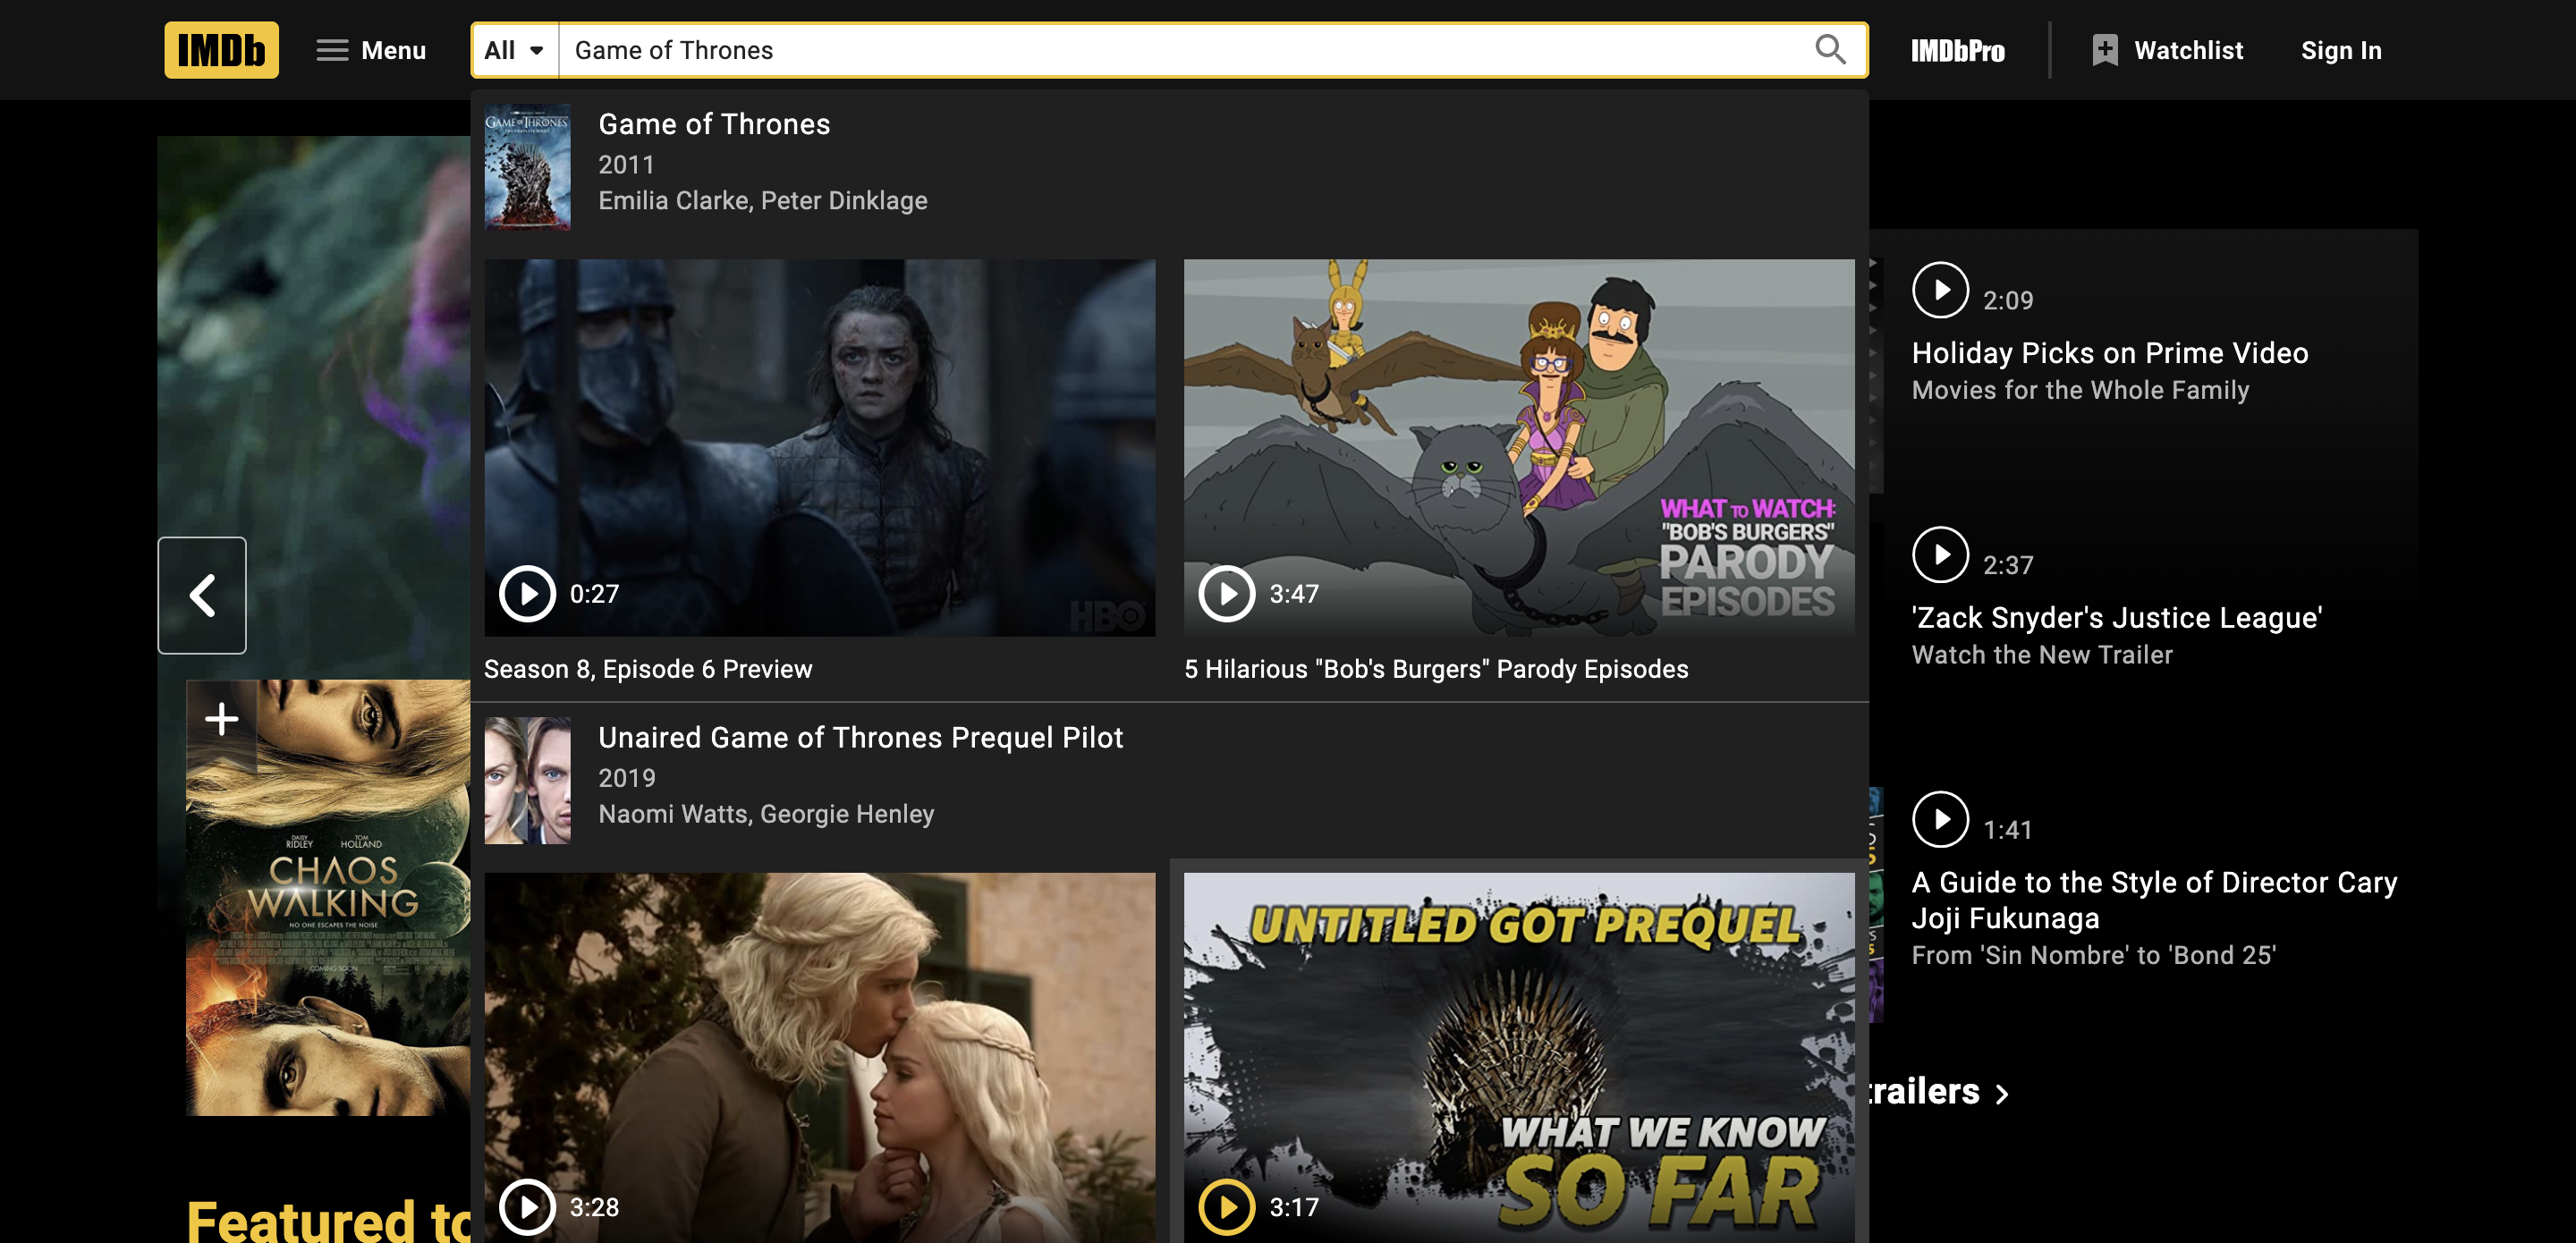 IMDb
Menu
All
Game of Thrones
IMDbPro
Watchlist
Sign In
GAME OF THRONES
Game of Thrones
2011
Emilia Clarke, Peter Dinklage
0:27
HBO
Season 8, Episode 6 Preview
WHAT TO WATCH:
"BOB'S BURGERS"
PARODY
EPISODES
3:47
5 Hilarious "Bob's Burgers" Parody Episodes
Unaired Game of Thrones Prequel Pilot
2019
Naomi Watts, Georgie Henley
3:28
UNTITLED GOT PREQUEL
WHAT WE KNOW
SO FAR
3:17
2:09
Holiday Picks on Prime Video
Movies for the Whole Family
2:37
'Zack Snyder's Justice League'
Watch the New Trailer
1:41
A Guide to the Style of Director Cary
Joji Fukunaga
From 'Sin Nombre' to 'Bond 25'
trailers
DAISY RIDLEY
TOM HOLLAND
CHAOS
WALKING
NO ONE ESCAPES THE NOISE
COMING SOON
Featured to